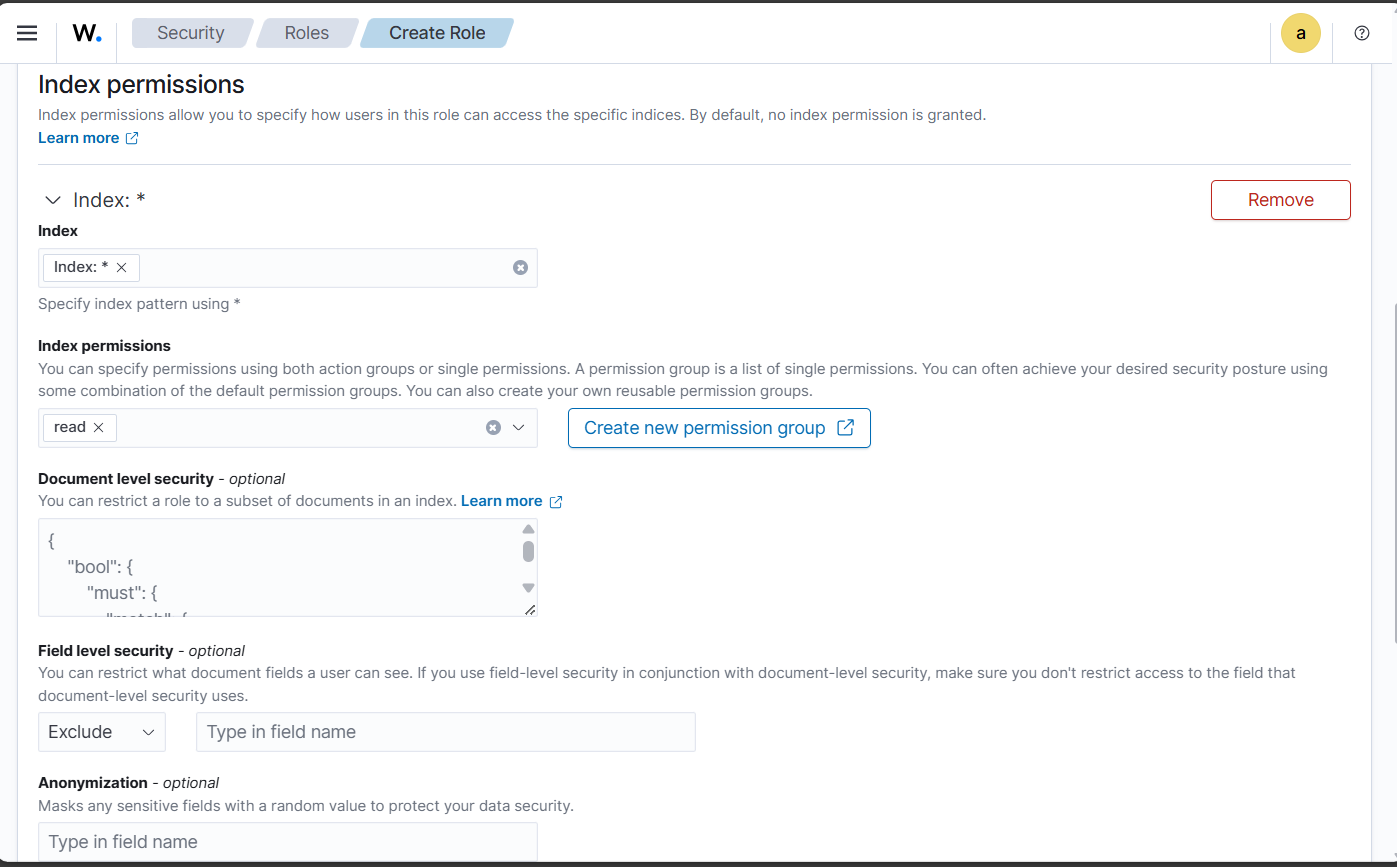 W. Security Roles Create Role a
Index permissions
Index permissions allow you to specify how users in this role can access the specific indices. By default, no index permission is granted.
Learn more
Index: * Remove
Index
Index: *
Specify index pattern using *
Index permissions
You can specify permissions using both action groups or single permissions. A permission group is a list of single permissions. You can often achieve your desired security posture using
some combination of the default permission groups. You can also create your own reusable permission groups.
read Create new permission group
Document level security - optional
You can restrict a role to a subset of documents in an index. Learn more
{
"bool": {
"must": {
"match": {
Field level security - optional
You can restrict what document fields a user can see. If you use field-level security in conjunction with document-level security, make sure you don't restrict access to the field that
document-level security uses.
Exclude Type in field name
Anonymization - optional
Masks any sensitive fields with a random value to protect your data security.
Type in field name